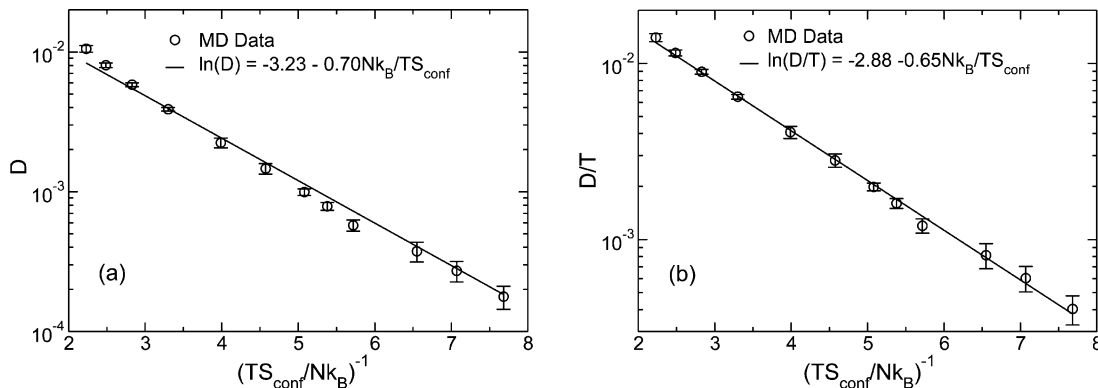 MD Data
ln(D) = -3.23 - 0.70Nk_B/TS_conf
10^-2
10^-3
10^-4
D
(a)
2 3 4 5 6 7 8
(TS_conf/Nk_B)^-1
MD Data
ln(D/T) = -2.88 -0.65Nk_B/TS_conf
10^-2
10^-3
D/T
(b)
2 3 4 5 6 7 8
(TS_conf/Nk_B)^-1